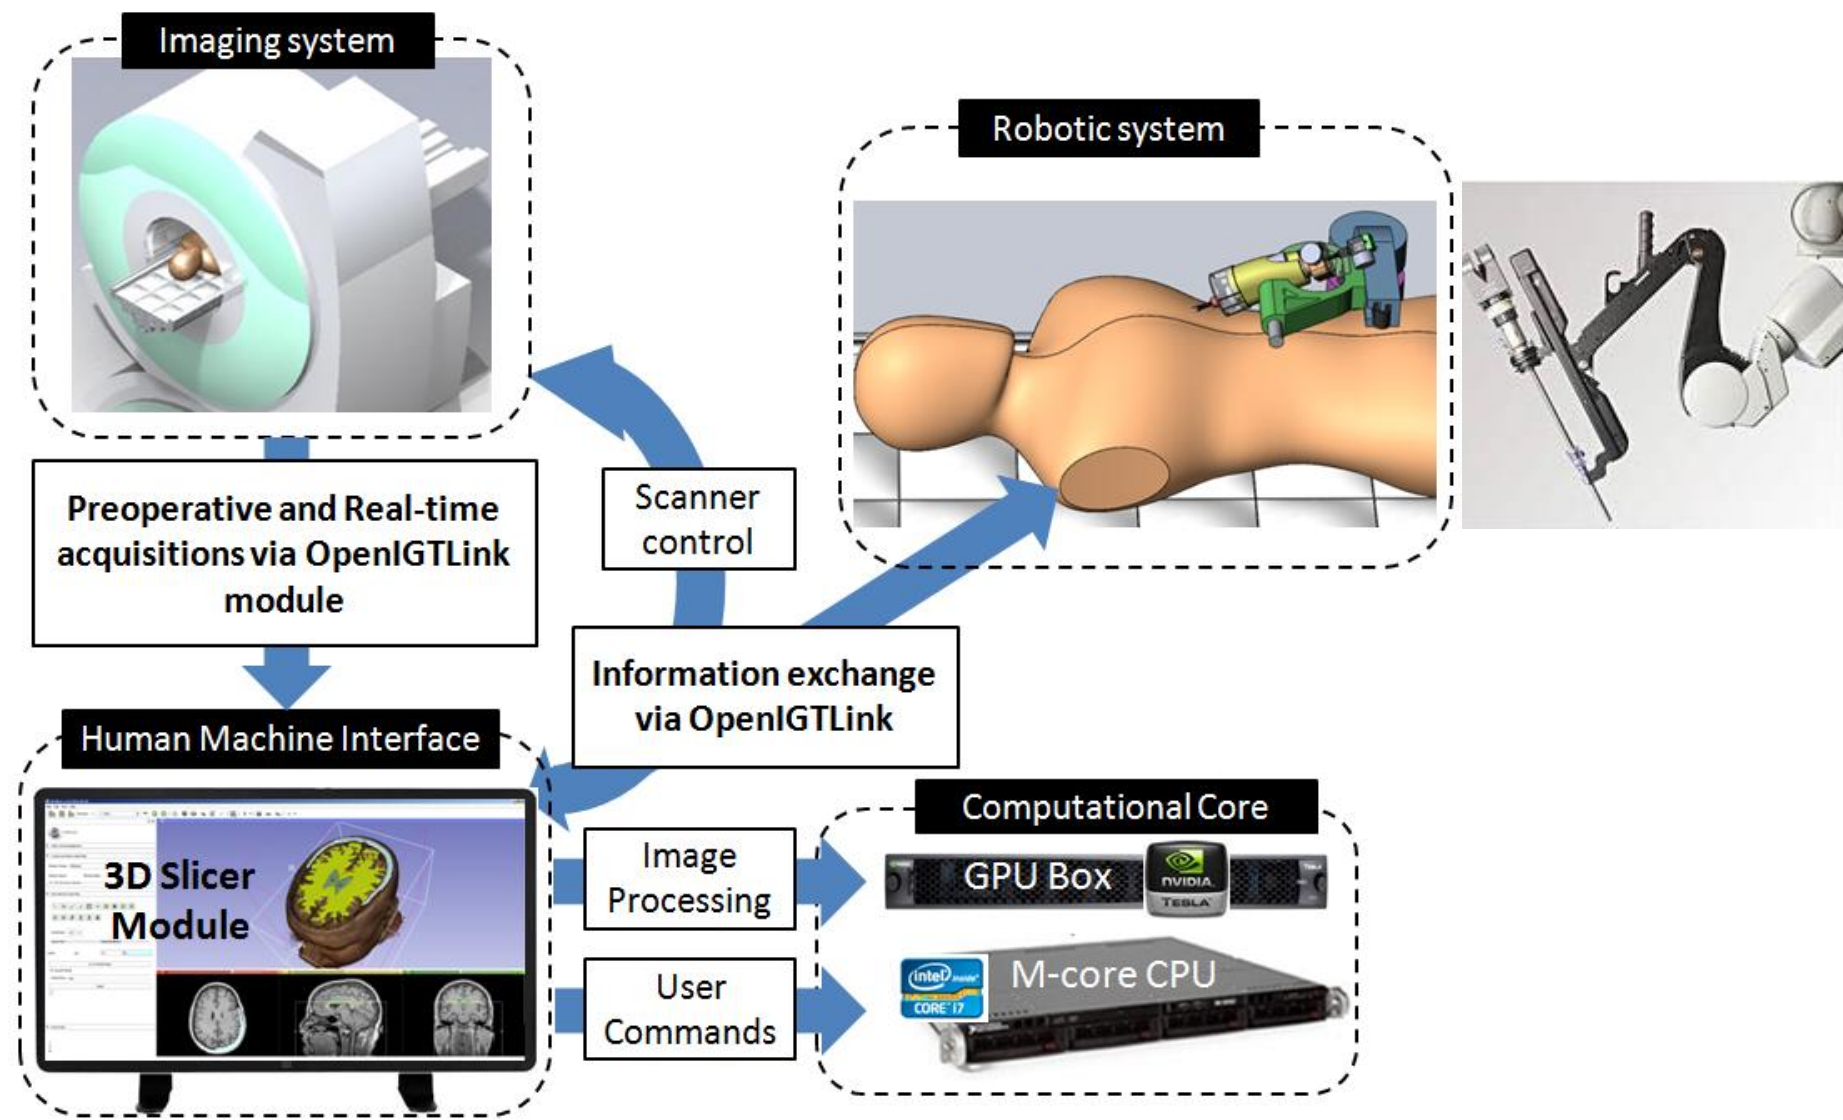 Imaging system
Robotic system
Preoperative and Real-time
acquisitions via OpenIGTLink
module
Scanner
control
Information exchange
via OpenIGTLink
Human Machine Interface
3D Slicer
Module
Image
Processing
User
Commands
Computational Core
GPU Box
NVIDIA.
TESLA
intel inside
CORE i7
M-core CPU